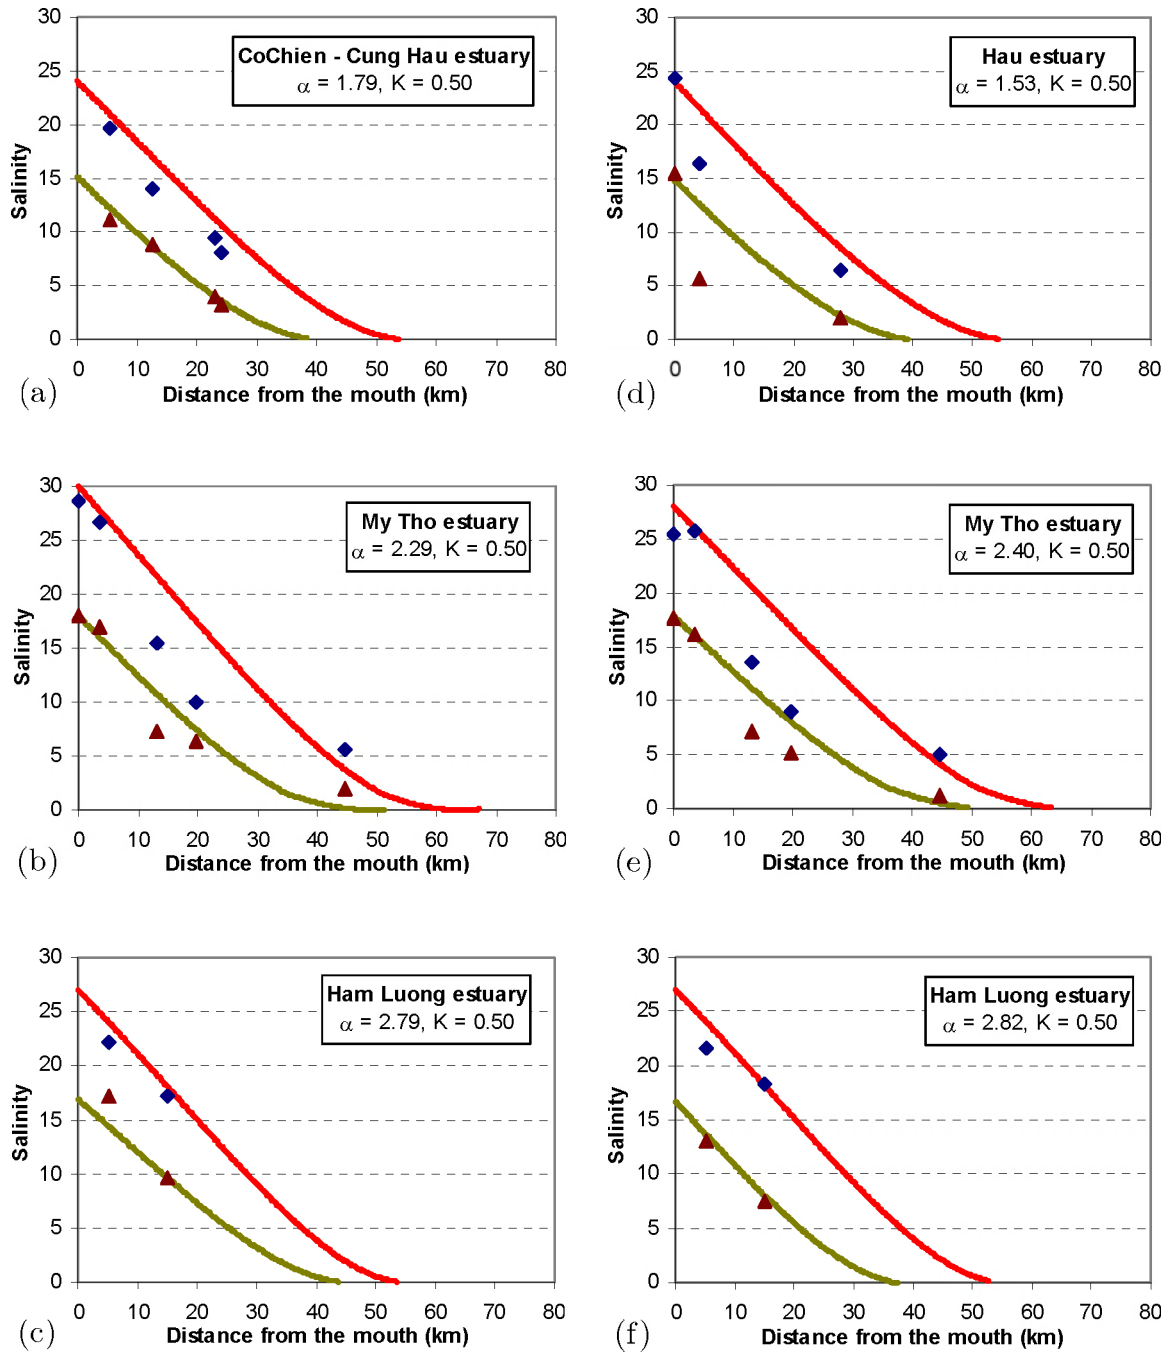 30
25
20
15
10
5
0
Salinity
CoChien - Cung Hau estuary
α = 1.79, K = 0.50
0 10 20 30 40 50 60 70 80
Distance from the mouth (km)
(a)
30
25
20
15
10
5
0
Salinity
Hau estuary
α = 1.53, K = 0.50
0 10 20 30 40 50 60 70 80
Distance from the mouth (km)
(d)
30
25
20
15
10
5
0
Salinity
My Tho estuary
α = 2.29, K = 0.50
0 10 20 30 40 50 60 70 80
Distance from the mouth (km)
(b)
30
25
20
15
10
5
0
Salinity
My Tho estuary
α = 2.40, K = 0.50
0 10 20 30 40 50 60 70 80
Distance from the mouth (km)
(e)
30
25
20
15
10
5
0
Salinity
Ham Luong estuary
α = 2.79, K = 0.50
0 10 20 30 40 50 60 70 80
Distance from the mouth (km)
(c)
30
25
20
15
10
5
0
Salinity
Ham Luong estuary
α = 2.82, K = 0.50
0 10 20 30 40 50 60 70 80
Distance from the mouth (km)
(f)